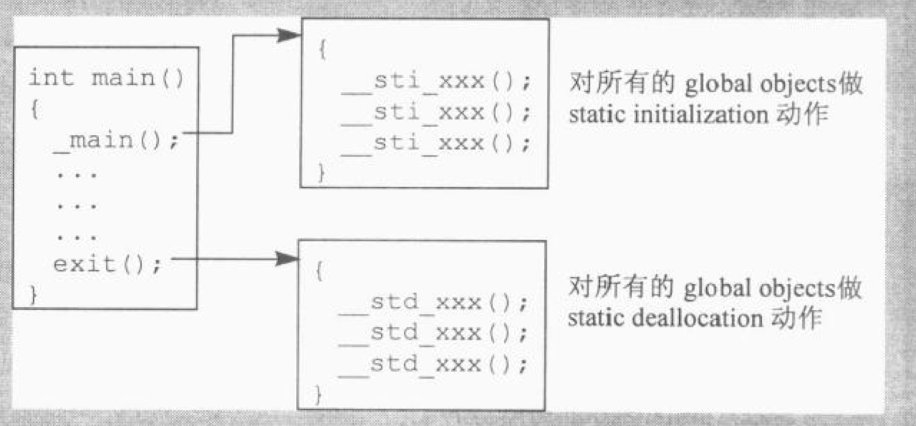 int main()
{
_main();
...
...
...
exit();
}
{
__sti_xxx();
__sti_xxx();
__sti_xxx();
}
对所有的 global objects做
static initialization 动作
{
__std_xxx();
__std_xxx();
__std_xxx();
}
对所有的 global objects做
static deallocation 动作